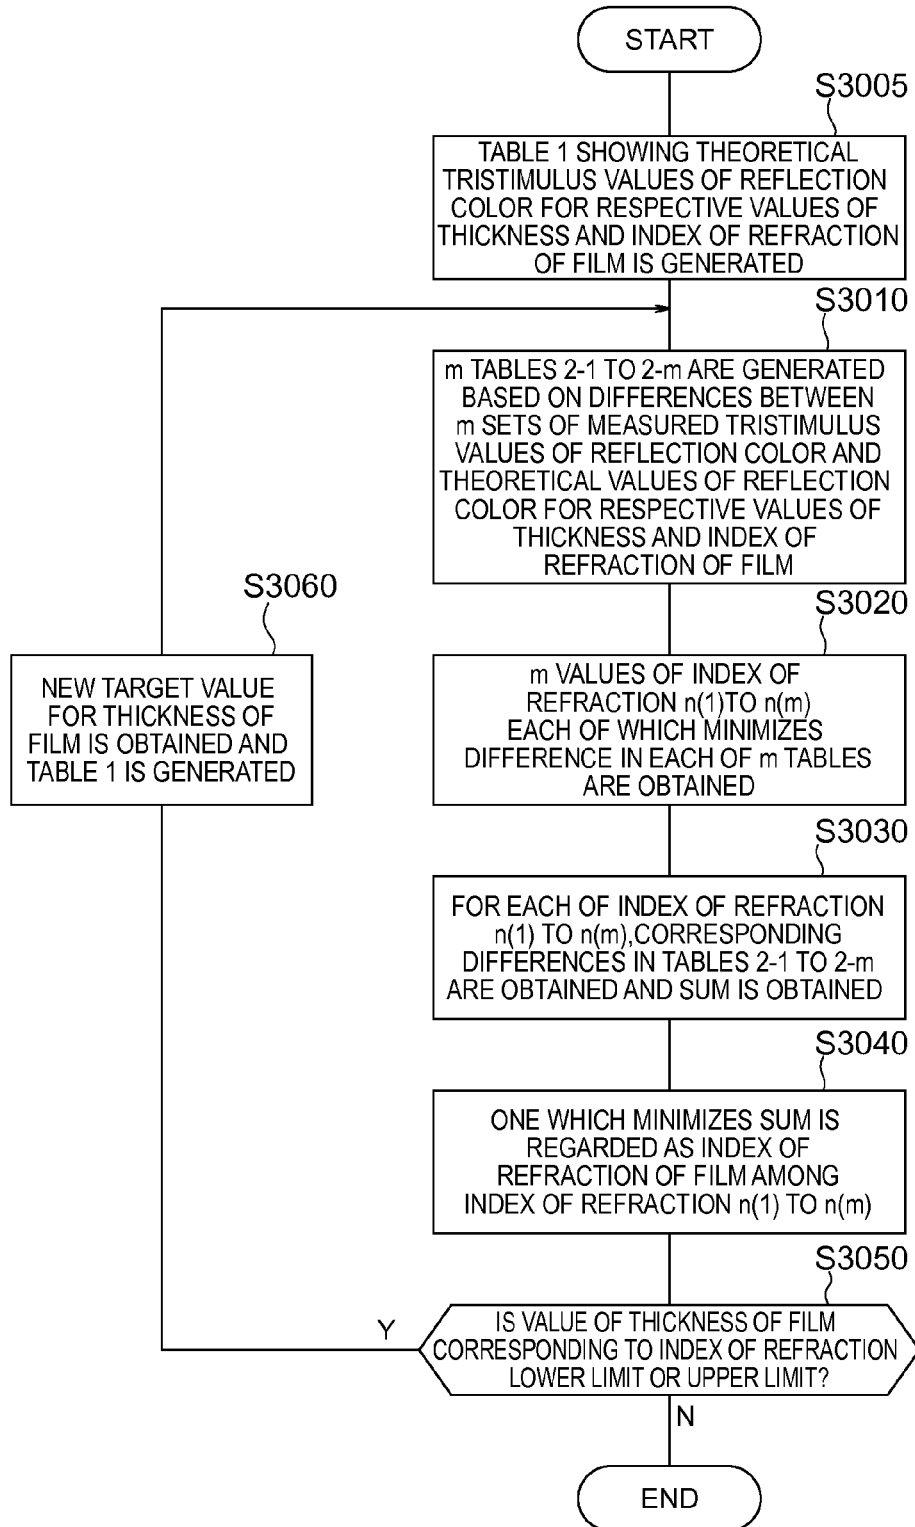 START
S3005
TABLE 1 SHOWING THEORETICAL
TRISTIMULUS VALUES OF REFLECTION
COLOR FOR RESPECTIVE VALUES OF
THICKNESS AND INDEX OF REFRACTION
OF FILM IS GENERATED
S3010
m TABLES 2-1 TO 2-m ARE GENERATED
BASED ON DIFFERENCES BETWEEN
m SETS OF MEASURED TRISTIMULUS
VALUES OF REFLECTION COLOR AND
THEORETICAL VALUES OF REFLECTION
COLOR FOR RESPECTIVE VALUES OF
THICKNESS AND INDEX OF
REFRACTION OF FILM
S3060
NEW TARGET VALUE
FOR THICKNESS OF
FILM IS OBTAINED AND
TABLE 1 IS GENERATED
S3020
m VALUES OF INDEX OF
REFRACTION n(1)TO n(m)
EACH OF WHICH MINIMIZES
DIFFERENCE IN EACH OF m TABLES
ARE OBTAINED
S3030
FOR EACH OF INDEX OF REFRACTION
n(1) TO n(m),CORRESPONDING
DIFFERENCES IN TABLES 2-1 TO 2-m
ARE OBTAINED AND SUM IS OBTAINED
S3040
ONE WHICH MINIMIZES SUM IS
REGARDED AS INDEX OF
REFRACTION OF FILM AMONG
INDEX OF REFRACTION n(1) TO n(m)
S3050
IS VALUE OF THICKNESS OF FILM
CORRESPONDING TO INDEX OF REFRACTION
LOWER LIMIT OR UPPER LIMIT?
Y
N
END